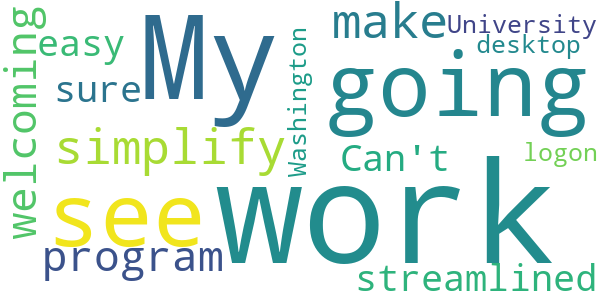 welcoming
easy
My
make
University
desktop
sure
Washington
going
simplify
Can't
logon
see
work
program
streamlined